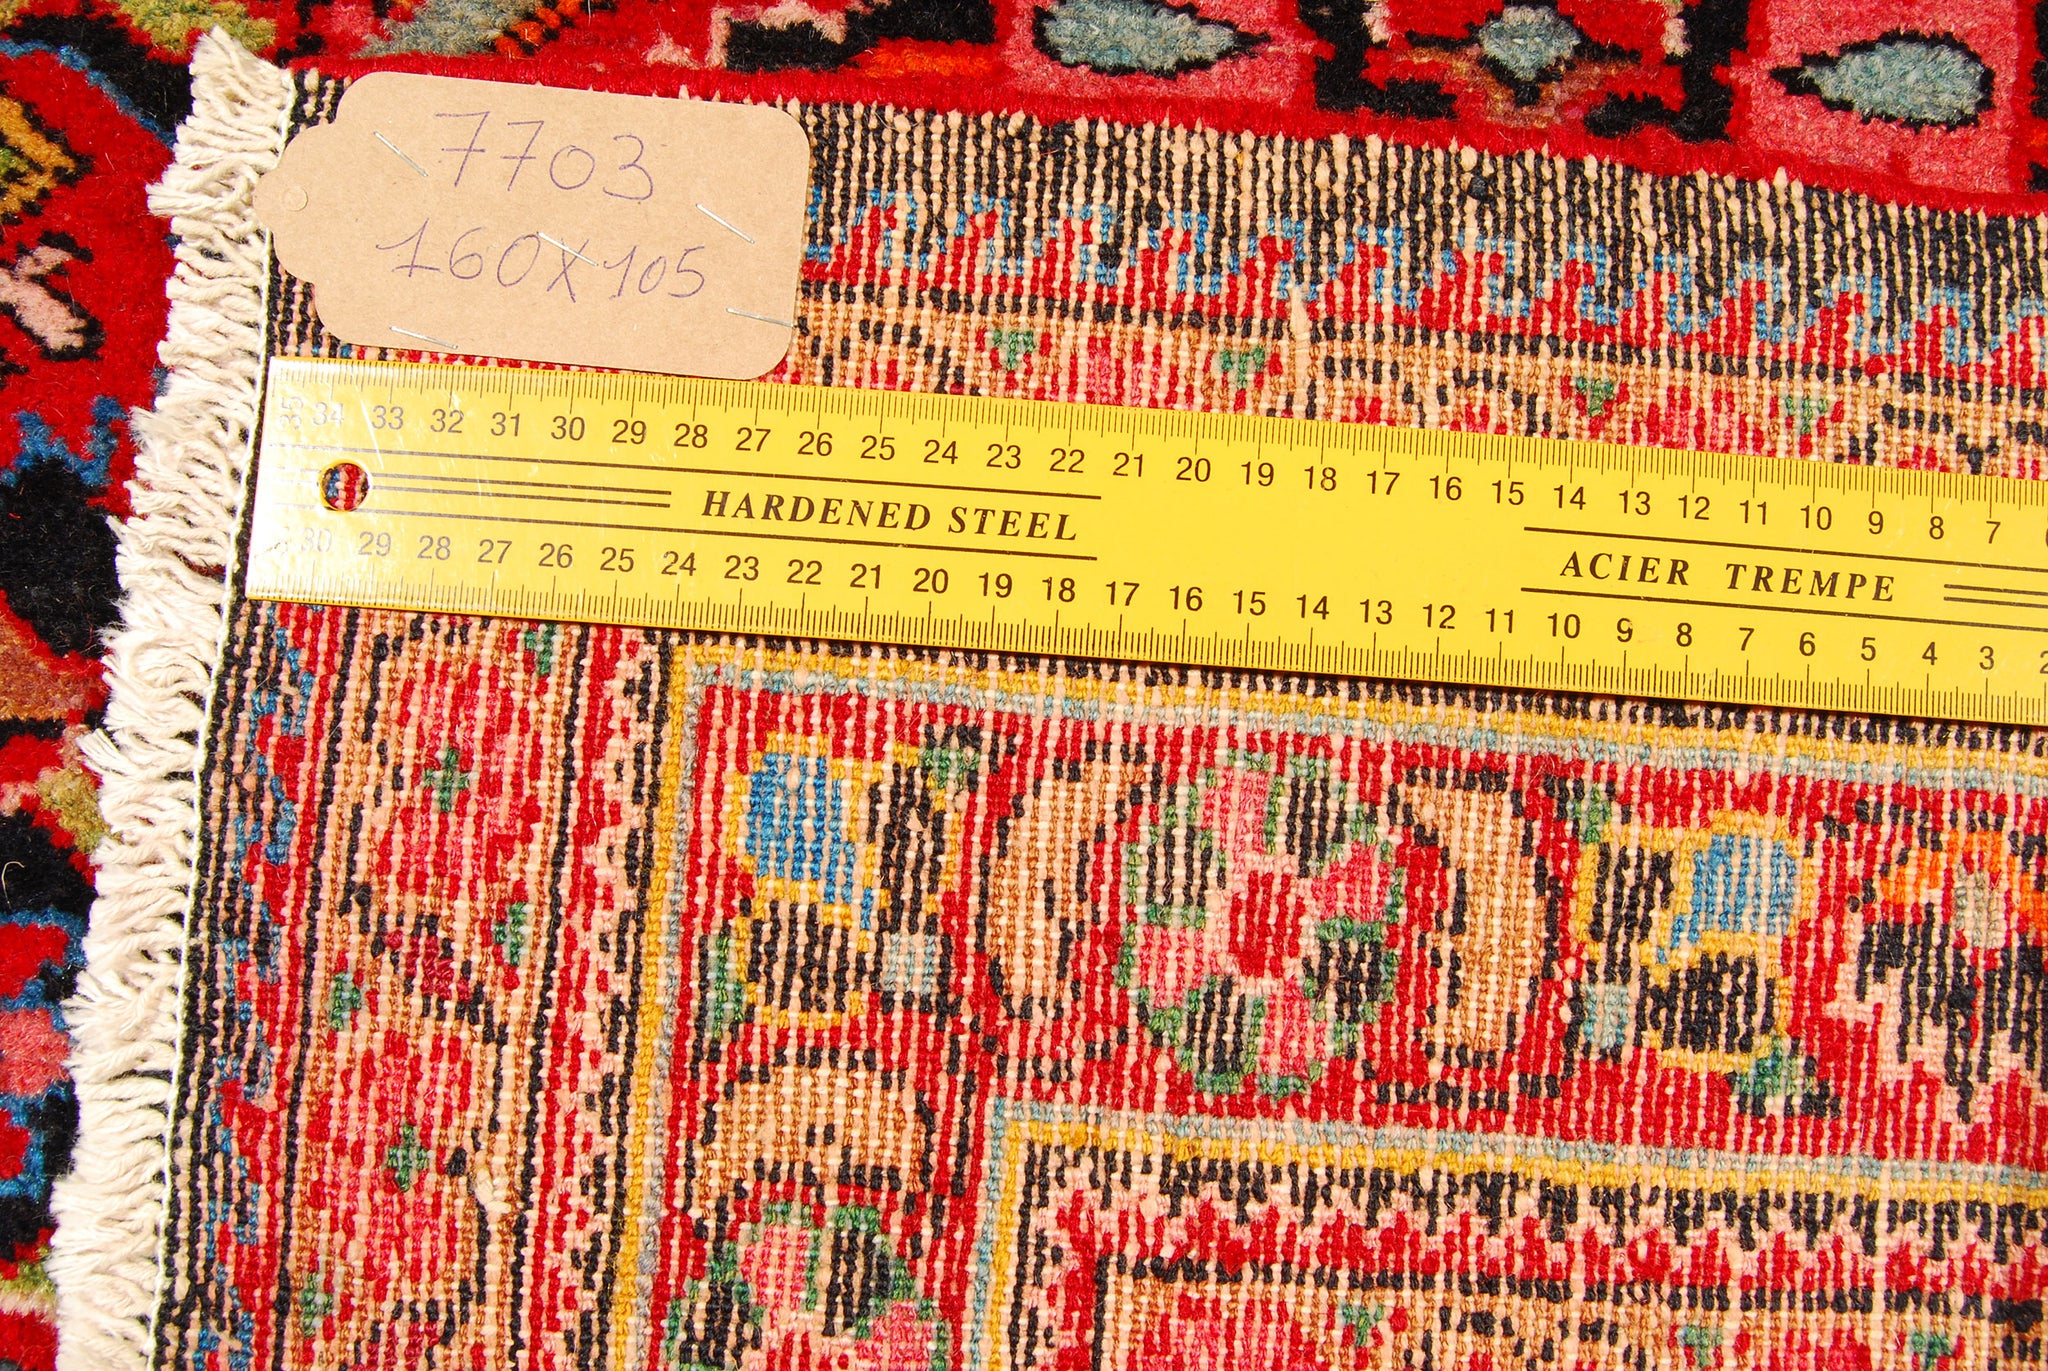 7703
160x105
35 34 33 32 31 30 29 28 27 26 25 24 23 22 21 20 19 18 17 16 15 14 13 12 11 10 9 8 7
HARDENED STEEL
ACIER TREMPE
30 29 28 27 26 25 24 23 22 21 20 19 18 17 16 15 14 13 12 11 10 9 8 7 6 5 4 3 2